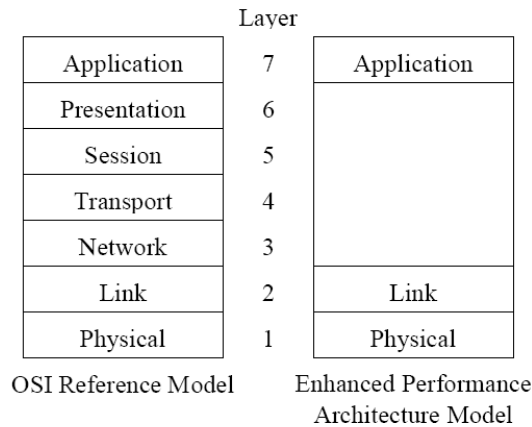 Layer
Application 7 Application
Presentation 6
Session 5
Transport 4
Network 3
Link 2 Link
Physical 1 Physical
OSI Reference Model
Enhanced Performance
Architecture Model